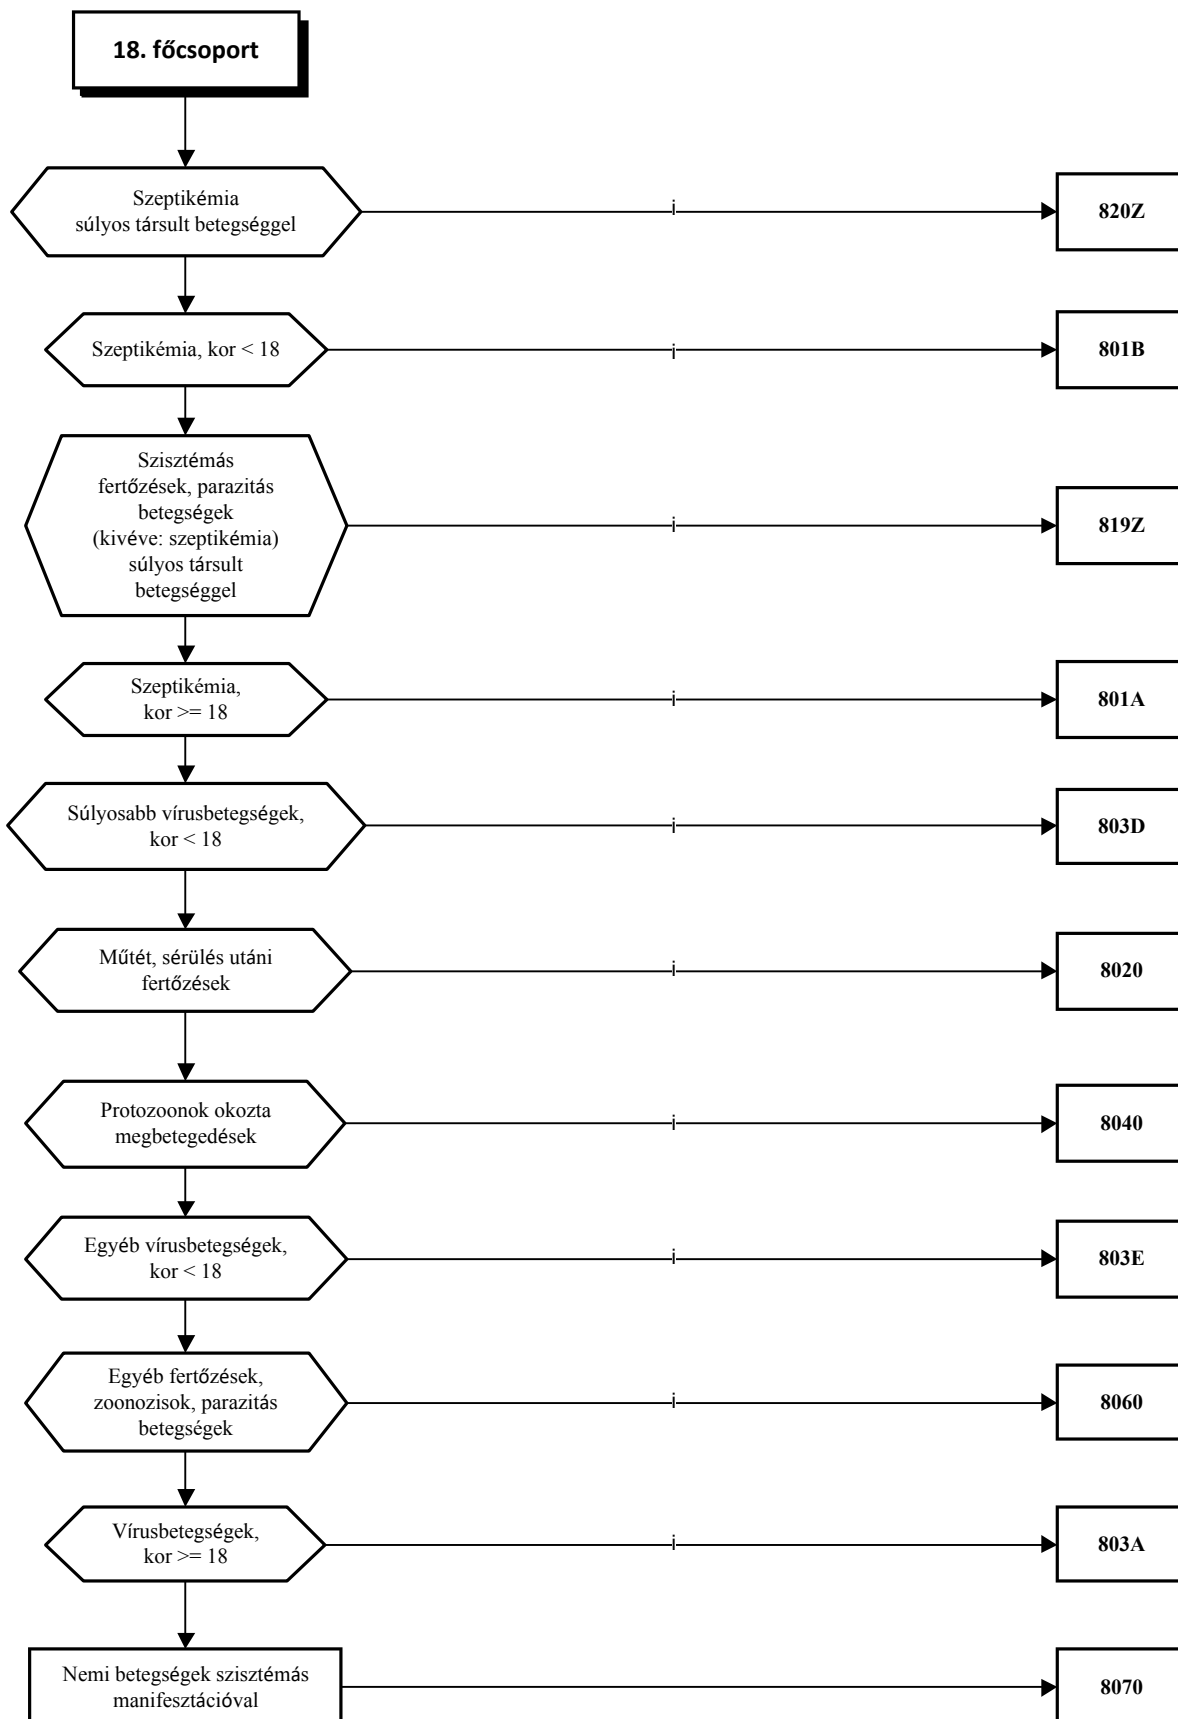 18. főcsoport
Szeptikémia
súlyos társult betegséggel
i
820Z
Szeptikémia, kor < 18
i
801B
Szisztémás
fertőzések, parazitás
betegségek
(kivéve: szeptikémia)
súlyos társult
betegséggel
i
819Z
Szeptikémia,
kor >= 18
i
801A
Súlyosabb vírusbetegségek,
kor < 18
i
803D
Műtét, sérülés utáni
fertőzések
i
8020
Protozoonok okozta
megbetegedések
i
8040
Egyéb vírusbetegségek,
kor < 18
i
803E
Egyéb fertőzések,
zoonozisok, parazitás
betegségek
i
8060
Vírusbetegségek,
kor >= 18
i
803A
Nemi betegségek szisztémás
manifesztációval
8070